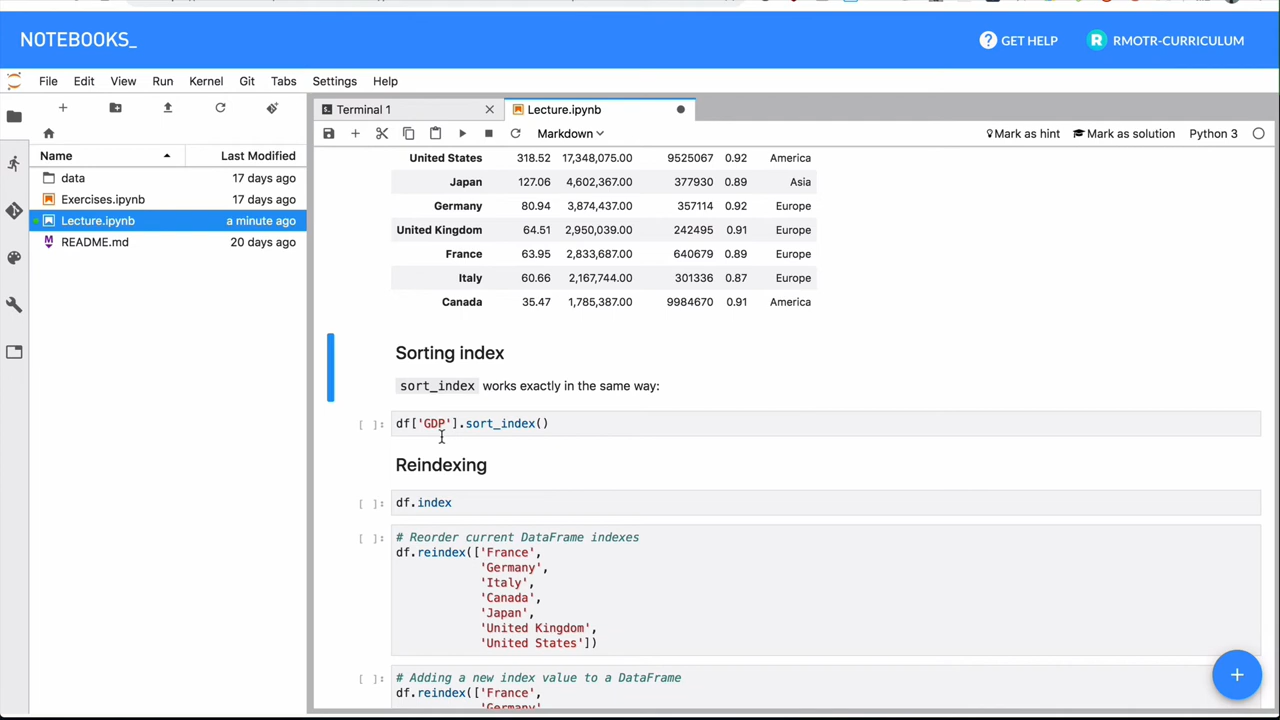 NOTEBOOKS_
GET HELP
R RMOTR-CURRICULUM
File Edit View Run Kernel Git Tabs Settings Help
Terminal 1
Lecture.ipynb
Markdown
Mark as hint
Mark as solution
Python 3
Name Last Modified
data 17 days ago
Exercises.ipynb 17 days ago
Lecture.ipynb a minute ago
README.md 20 days ago
United States 318.52 17,348,075.00 9525067 0.92 America
Japan 127.06 4,602,367.00 377930 0.89 Asia
Germany 80.94 3,874,437.00 357114 0.92 Europe
United Kingdom 64.51 2,950,039.00 242495 0.91 Europe
France 63.95 2,833,687.00 640679 0.89 Europe
Italy 60.66 2,167,744.00 301336 0.87 Europe
Canada 35.47 1,785,387.00 9984670 0.91 America
Sorting index
sort_index works exactly in the same way:
[ ]: df['GDP'].sort_index()
Reindexing
[ ]: df.index
[ ]: # Reorder current DataFrame indexes
df.reindex(['France',
'Germany',
'Italy',
'Canada',
'Japan',
'United Kingdom',
'United States'])
[ ]: # Adding a new index value to a DataFrame
df.reindex(['France',
'Germany',